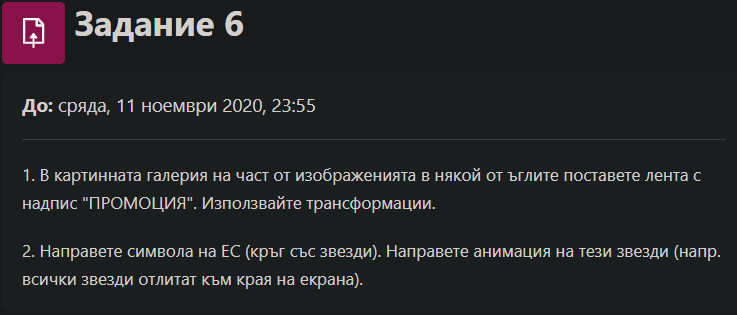 Задание 6
До: сряда, 11 ноември 2020, 23:55
1. В картинната галерия на част от изображенията в някой от ъглите поставете лента с
надпис "ПРОМОЦИЯ". Използвайте трансформации.
2. Направете символа на ЕС (кръг със звезди). Направете анимация на тези звезди (напр.
всички звезди отлитат към края на екрана).